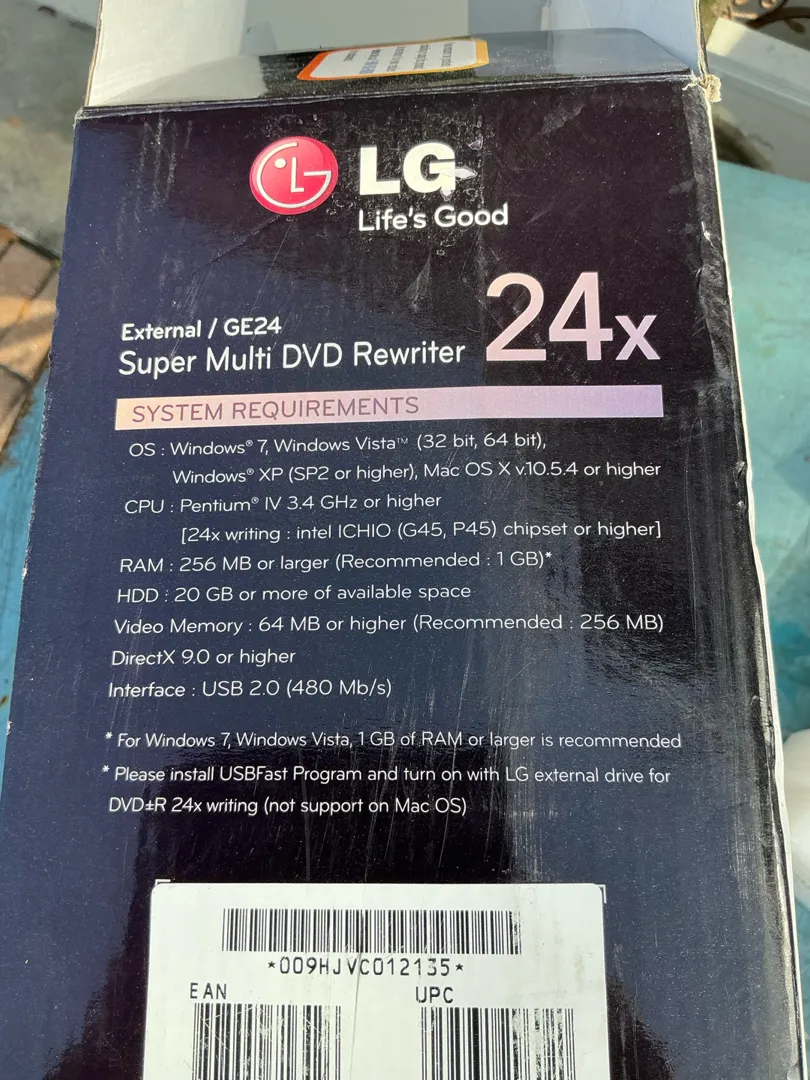 LG
Life's Good
External / GE24
Super Multi DVD Rewriter 24x
SYSTEM REQUIREMENTS
OS : Windows® 7, Windows Vista™ (32 bit, 64 bit),
Windows® XP (SP2 or higher), Mac OS X v.10.5.4 or higher
CPU : Pentium® IV 3.4 GHz or higher
[24x writing : intel ICHIO (G45, P45) chipset or higher]
RAM : 256 MB or larger (Recommended : 1 GB)*
HDD : 20 GB or more of available space
Video Memory : 64 MB or higher (Recommended : 256 MB)
DirectX 9.0 or higher
Interface : USB 2.0 (480 Mb/s)
* For Windows 7, Windows Vista, 1 GB of RAM or larger is recommended
* Please install USBFast Program and turn on with LG external drive for
DVD±R 24x writing (not support on Mac OS)
*009HJVC012135*
EAN UPC